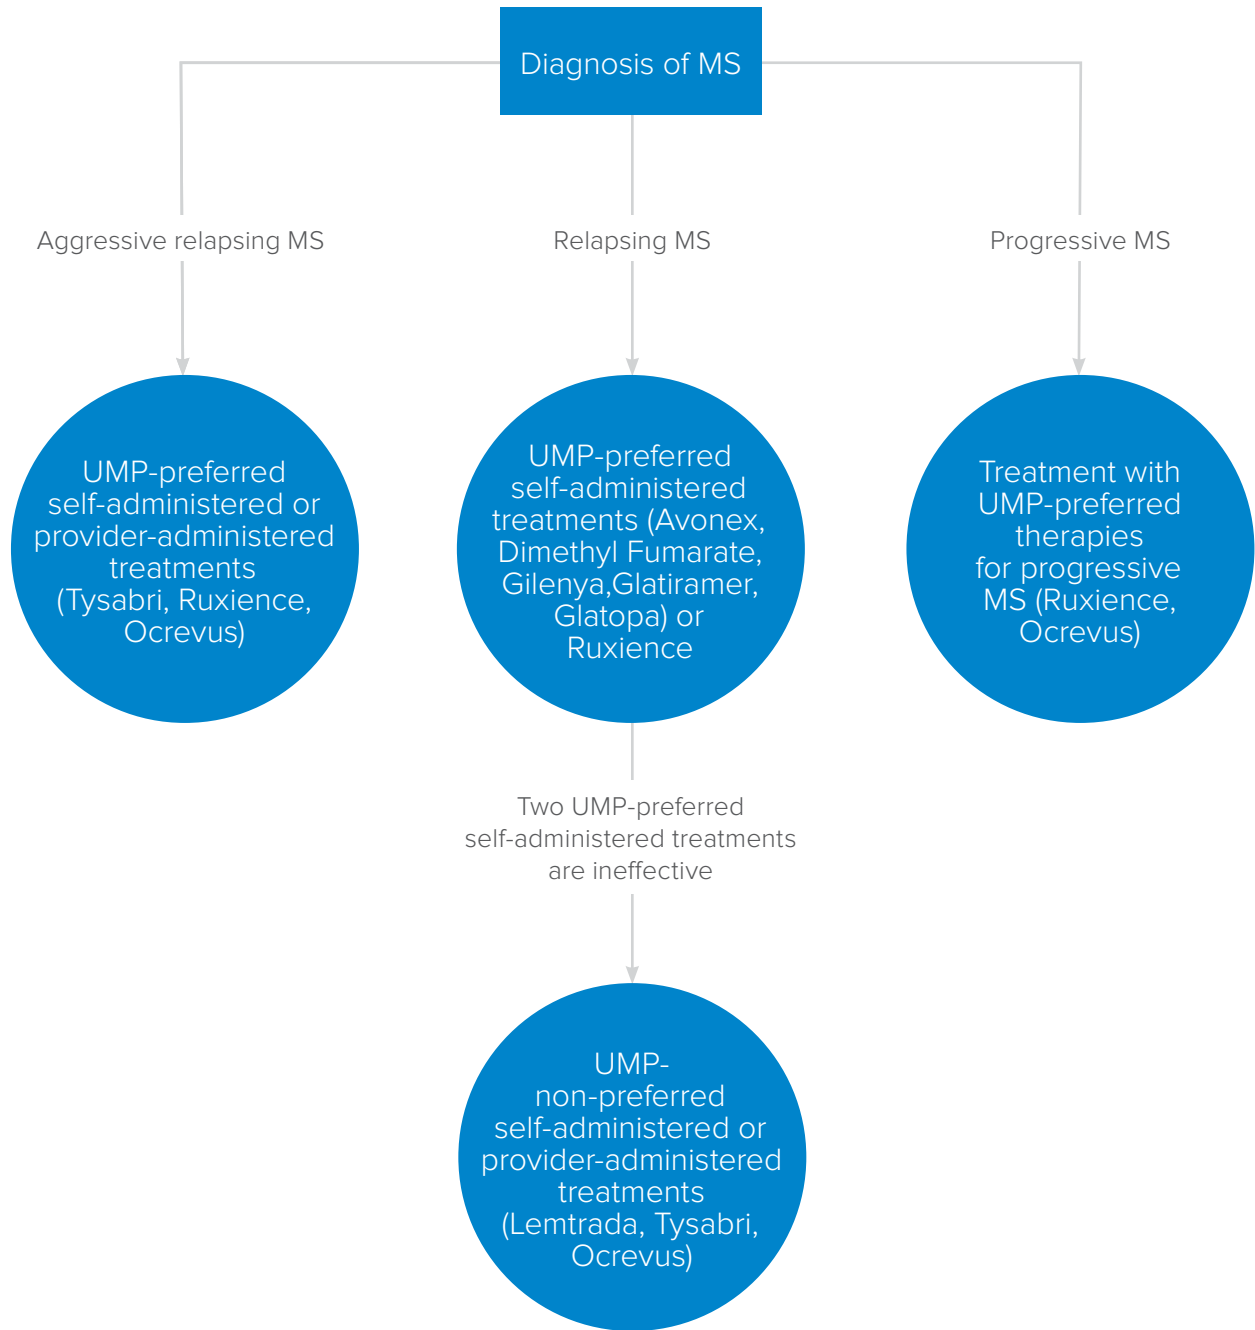 Diagnosis of MS
Aggressive relapsing MS
Relapsing MS
Progressive MS
UMP-preferred
self-administered or
provider-administered
treatments
(Tysabri, Ruxience,
Ocrevus)
UMP-preferred
self-administered
treatments (Avonex,
Dimethyl Fumarate,
Gilenya,Glatiramer,
Glatopa) or
Ruxience
Treatment with
UMP-preferred
therapies
for progressive
MS (Ruxience,
Ocrevus)
Two UMP-preferred
self-administered treatments
are ineffective
UMP-
non-preferred
self-administered or
provider-administered
treatments
(Lemtrada, Tysabri,
Ocrevus)